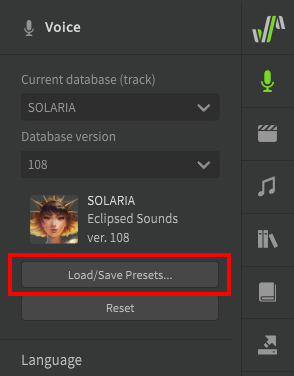 Voice
Current database (track)
SOLARIA
Database version
108
SOLARIA
Eclipsed Sounds
ver. 108
Load/Save Presets...
Reset
Language